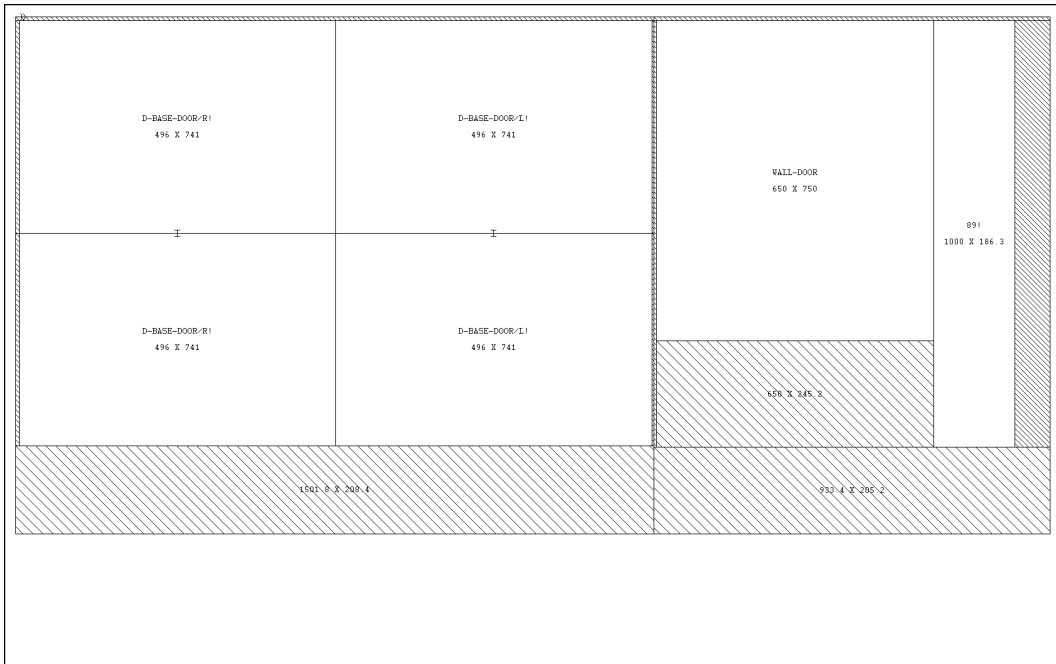 D-BASE-DOOR/R!
496 X 741
D-BASE-DOOR/L!
496 X 741
WALL-DOOR
650 X 750
89!
1000 X 186.3
D-BASE-DOOR/R!
496 X 741
D-BASE-DOOR/L!
496 X 741
650 X 245.2
1501.8 X 208.4
933.4 X 205.2